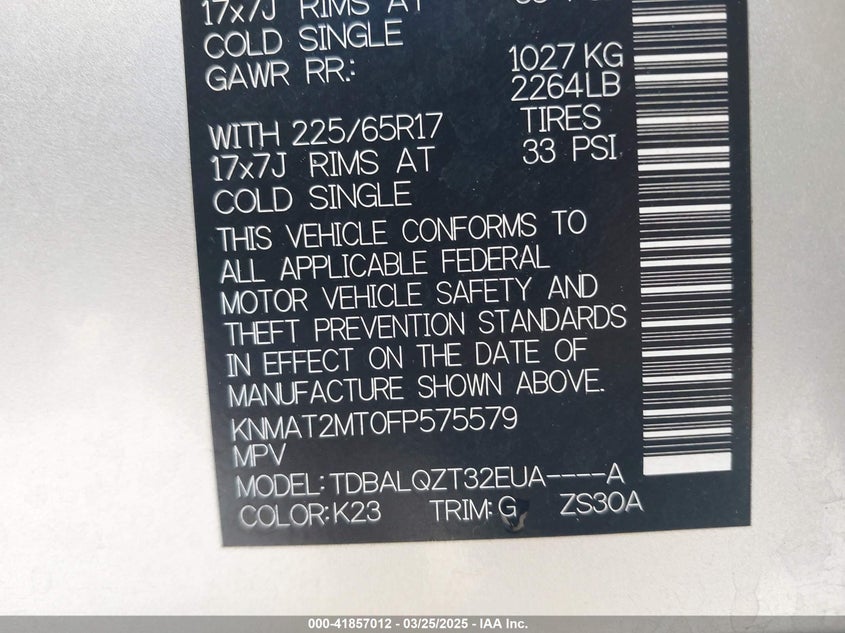 17x7J RIMS AT
COLD SINGLE
GAWR RR.: 1027 KG
2264LB
WITH 225/65R17 TIRES
17x7J RIMS AT 33 PSI
COLD SINGLE
THIS VEHICLE CONFORMS TO
ALL APPLICABLE FEDERAL
MOTOR VEHICLE SAFETY AND
THEFT PREVENTION STANDARDS
IN EFFECT ON THE DATE OF
MANUFACTURE SHOWN ABOVE.
KNMAT2MT0FP575579
MPV
MODEL:TDBALQZT32EUA----A
COLOR:K23 TRIM:G ZS30A
000-41857012 - 03/25/2025 - IAA Inc.